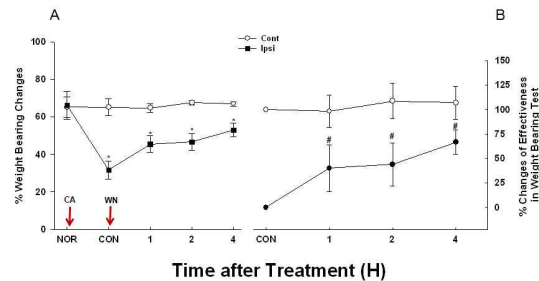 A
B
Cont
Ipsi
100
80
60
40
20
0
% Weight Bearing Changes
*
*
*
*
CA
WN
NOR
CON
1
2
4
#
#
#
CON
1
2
4
150
125
100
75
50
25
0
% Changes of Effectiveness
in Weight Bearing Test
Time after Treatment (H)